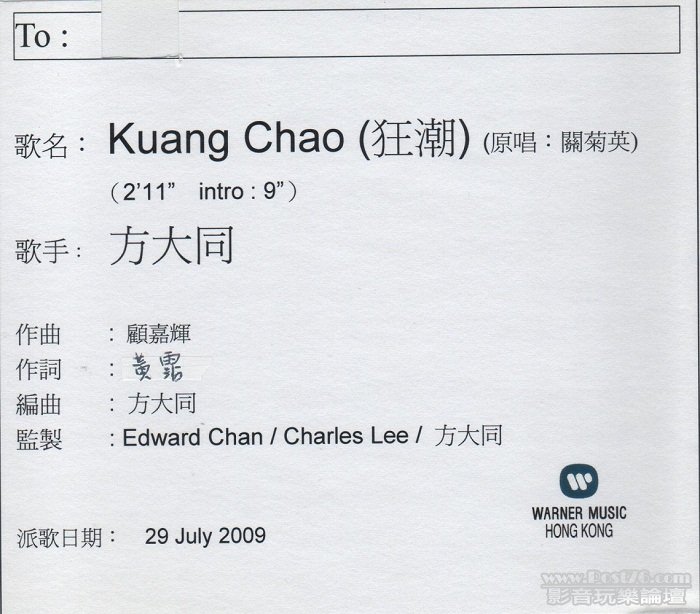 To :
歌名： Kuang Chao (狂潮) (原唱：關菊英)
（2’11”　intro : 9”）
歌手： 方大同
作曲　：顧嘉輝
作詞　：黃霑
編曲　：方大同
監製　: Edward Chan / Charles Lee / 方大同
WARNER MUSIC
HONG KONG
派歌日期：　29 July 2009
www.Post76.com
影音玩樂論壇